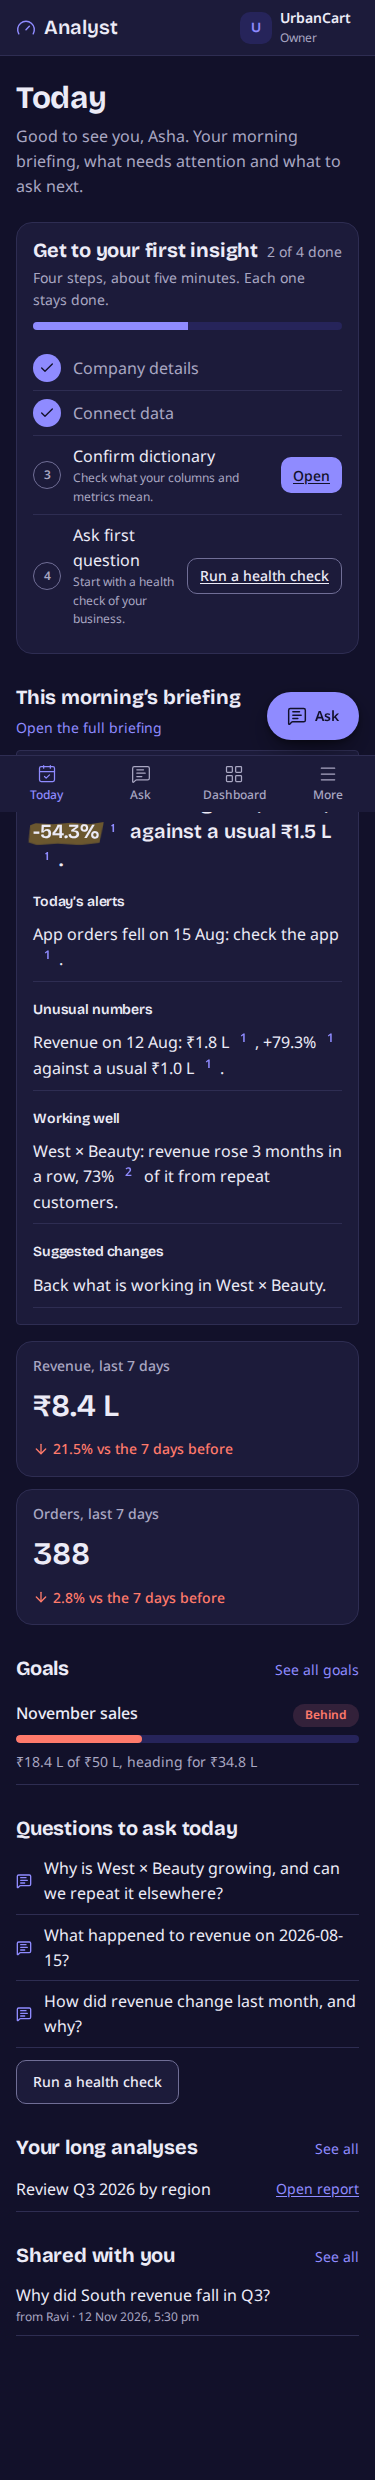 Analyst
U
UrbanCart
Owner
Today
Good to see you, Asha. Your morning
briefing, what needs attention and what to
ask next.
Get to your first insight
2 of 4 done
Four steps, about five minutes. Each one
stays done.
Company details
Connect data
3
Confirm dictionary
Check what your columns and
metrics mean.
Open
4
Ask first
question
Start with a health
check of your
business.
Run a health check
This morning's briefing
Open the full briefing
Ask
Today
Ask
Dashboard
More
-54.3% 1 against a usual ₹1.5 L
1 .
Today's alerts
App orders fell on 15 Aug: check the app
1 .
Unusual numbers
Revenue on 12 Aug: ₹1.8 L 1 , +79.3% 1
against a usual ₹1.0 L 1 .
Working well
West × Beauty: revenue rose 3 months in
a row, 73% 2 of it from repeat
customers.
Suggested changes
Back what is working in West × Beauty.
Revenue, last 7 days
₹8.4 L
↓ 21.5% vs the 7 days before
Orders, last 7 days
388
↓ 2.8% vs the 7 days before
Goals
See all goals
November sales
Behind
₹18.4 L of ₹50 L, heading for ₹34.8 L
Questions to ask today
Why is West × Beauty growing, and can
we repeat it elsewhere?
What happened to revenue on 2026-08-
15?
How did revenue change last month, and
why?
Run a health check
Your long analyses
See all
Review Q3 2026 by region
Open report
Shared with you
See all
Why did South revenue fall in Q3?
from Ravi · 12 Nov 2026, 5:30 pm